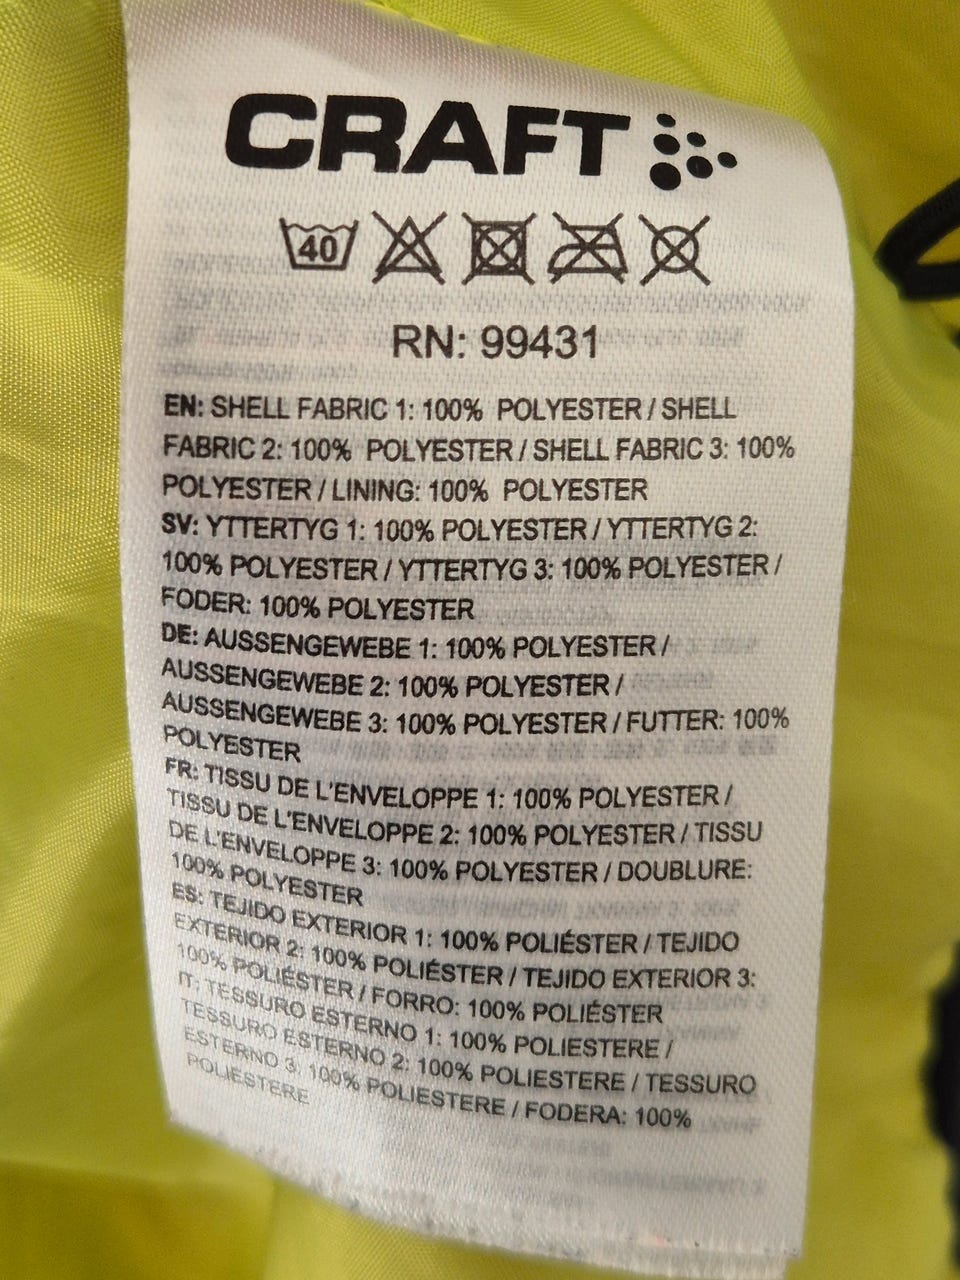 CRAFT
40
RN: 99431
EN: SHELL FABRIC 1: 100% POLYESTER / SHELL
FABRIC 2: 100% POLYESTER / SHELL FABRIC 3: 100%
POLYESTER / LINING: 100% POLYESTER
SV: YTTERTYG 1: 100% POLYESTER / YTTERTYG 2:
100% POLYESTER / YTTERTYG 3: 100% POLYESTER /
FODER: 100% POLYESTER
DE: AUSSENGEWEBE 1: 100% POLYESTER /
AUSSENGEWEBE 2: 100% POLYESTER /
AUSSENGEWEBE 3: 100% POLYESTER / FUTTER: 100%
POLYESTER
FR: TISSU DE L'ENVELOPPE 1: 100% POLYESTER /
TISSU DE L'ENVELOPPE 2: 100% POLYESTER / TISSU
DE L'ENVELOPPE 3: 100% POLYESTER / DOUBLURE:
100% POLYESTER
ES: TEJIDO EXTERIOR 1: 100% POLIÉSTER / TEJIDO
EXTERIOR 2: 100% POLIÉSTER / TEJIDO EXTERIOR 3:
100% POLIÉSTER / FORRO: 100% POLIÉSTER
IT: TESSURO ESTERNO 1: 100% POLIESTERE /
TESSURO ESTERNO 2: 100% POLIESTERE / TESSURO
ESTERNO 3: 100% POLIESTERE / FODERA: 100%
POLIESTERE